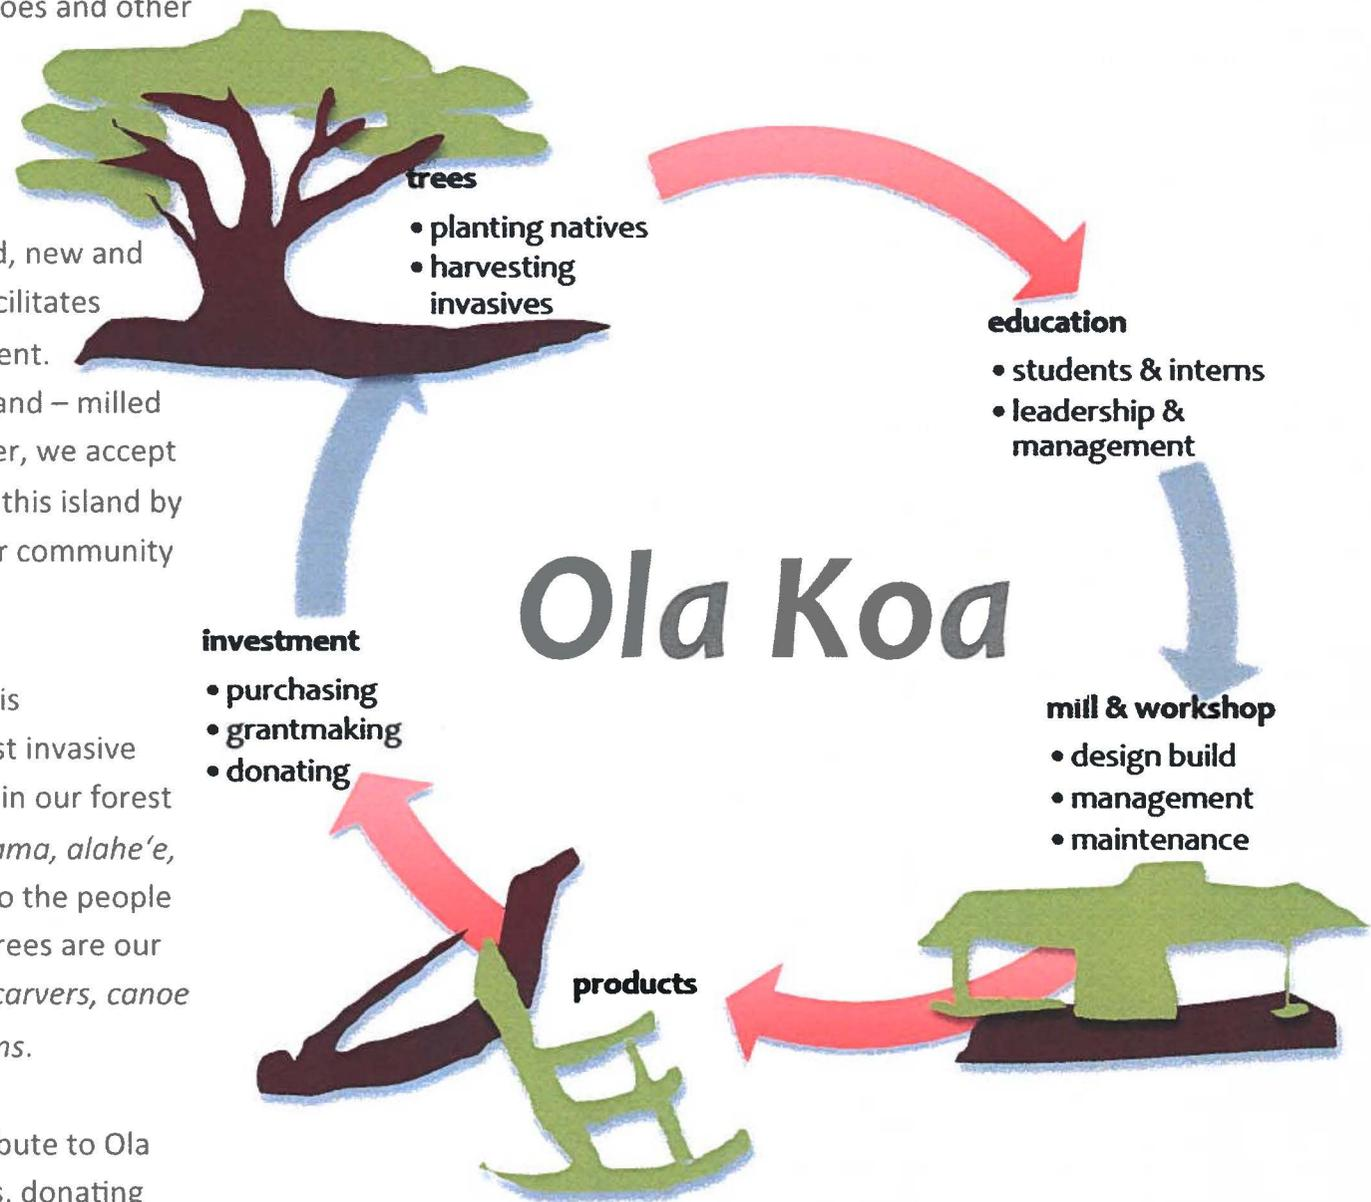 oes and other
d, new and
cilitates
ent.
and – milled
er, we accept
this island by
r community
is
st invasive
in our forest
ama, alahe‘e,
o the people
rees are our
carvers, canoe
ns.
bute to Ola
s, donating
trees
• planting natives
• harvesting
invasives
education
• students & interns
• leadership &
management
Ola Koa
investment
• purchasing
• grantmaking
• donating
mill & workshop
• design build
• management
• maintenance
products